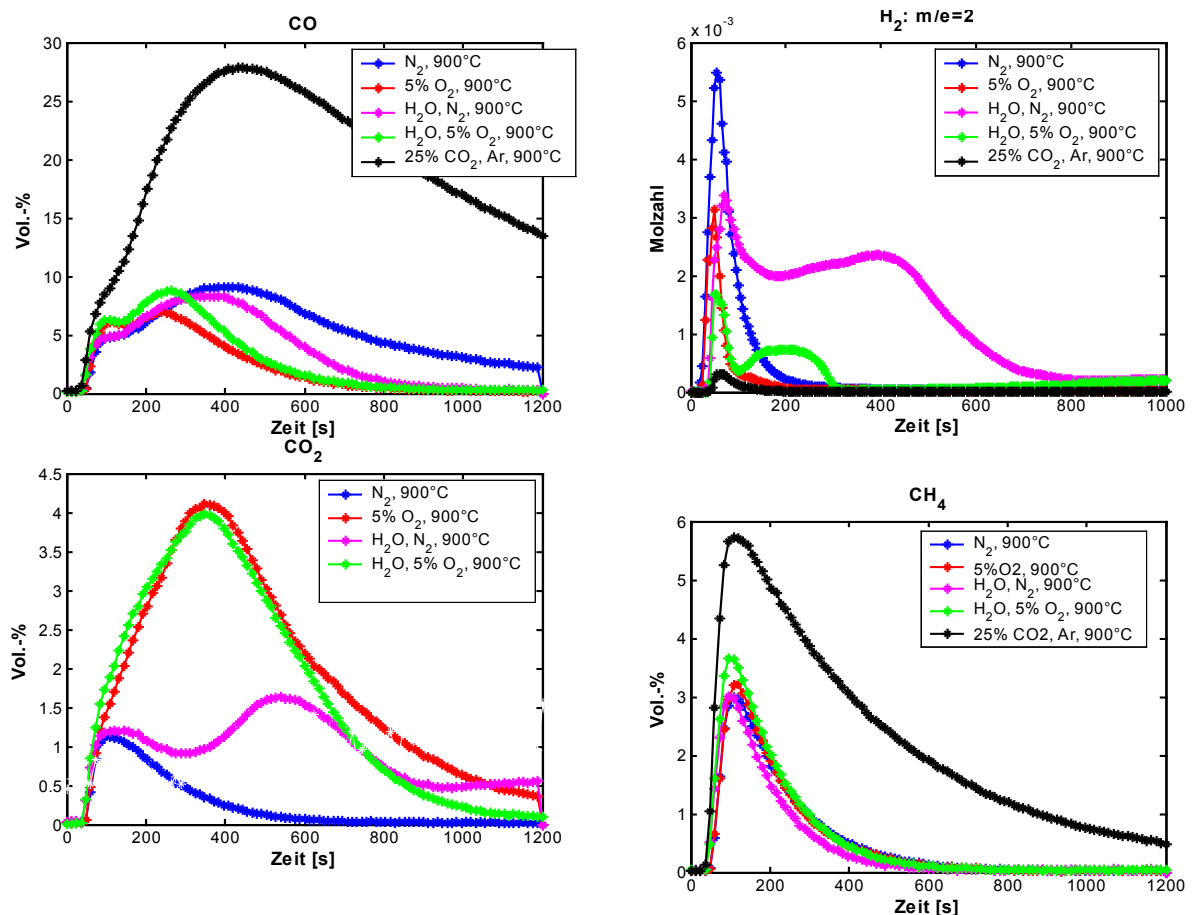 CO
30
25
20
15
10
5
0
Vol.-%
N2, 900°C
5% O2, 900°C
H2O, N2, 900°C
H2O, 5% O2, 900°C
25% CO2, Ar, 900°C
0 200 400 600 800 1000 1200
Zeit [s]
H2: m/e=2
x 10-3
6
5
4
3
2
1
0
Molzahl
N2, 900°C
5% O2, 900°C
H2O, N2, 900°C
H2O, 5% O2, 900°C
25% CO2, Ar, 900°C
0 200 400 600 800 1000
Zeit [s]
CO2
4.5
4
3.5
3
2.5
2
1.5
1
0.5
0
Vol.-%
N2, 900°C
5% O2, 900°C
H2O, N2, 900°C
H2O, 5% O2, 900°C
0 200 400 600 800 1000 1200
Zeit [s]
CH4
6
5
4
3
2
1
0
Vol.-%
N2, 900°C
5%O2, 900°C
H2O, N2, 900°C
H2O, 5% O2, 900°C
25% CO2, Ar, 900°C
0 200 400 600 800 1000 1200
Zeit [s]